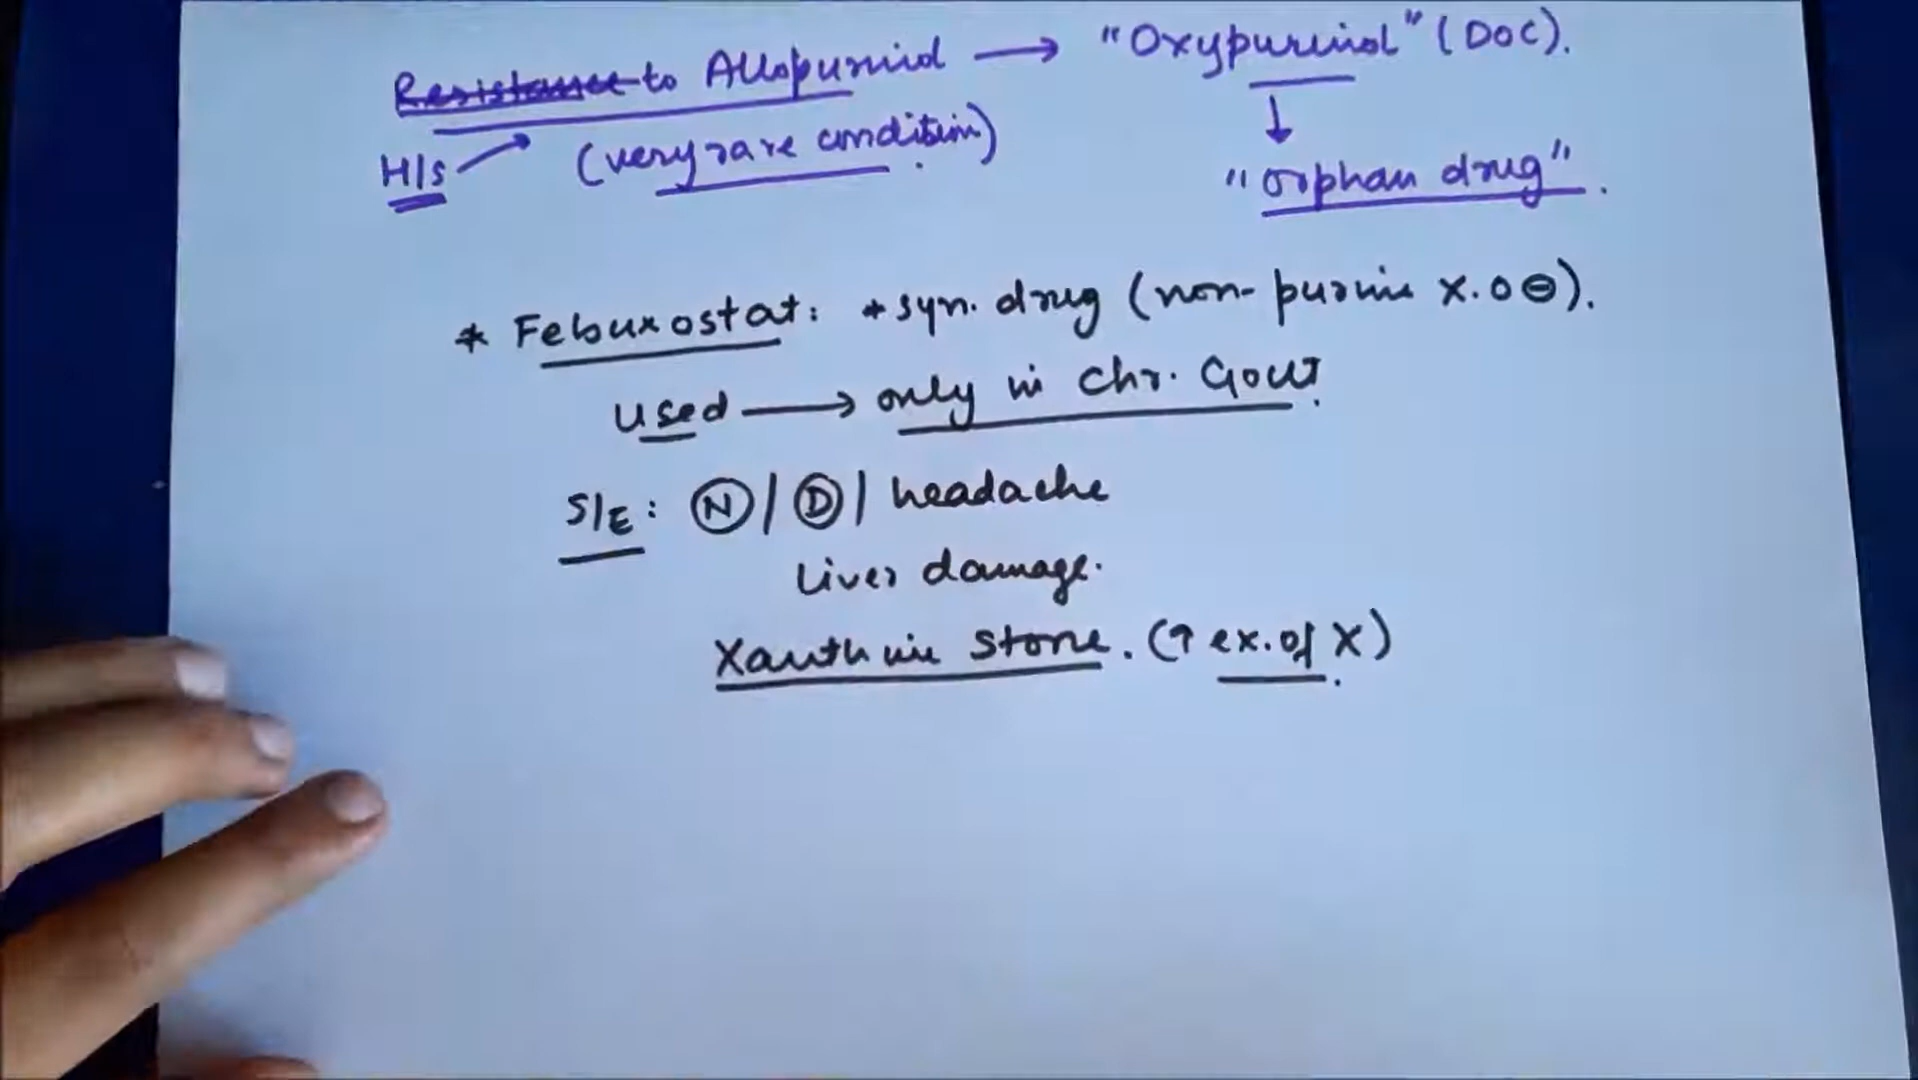 Resistance to Allopurinol → "Oxypurinol" (DOC).
H/S → (very rare condition)
↓
"orphan drug".
* Febuxostat: * syn. drug (non-purine X.O ⊖).
Used → only in Chr. Gout.
S/E: Ⓝ / Ⓓ / headache
Liver damage.
Xanthine Stone. (↑ ex. of X).